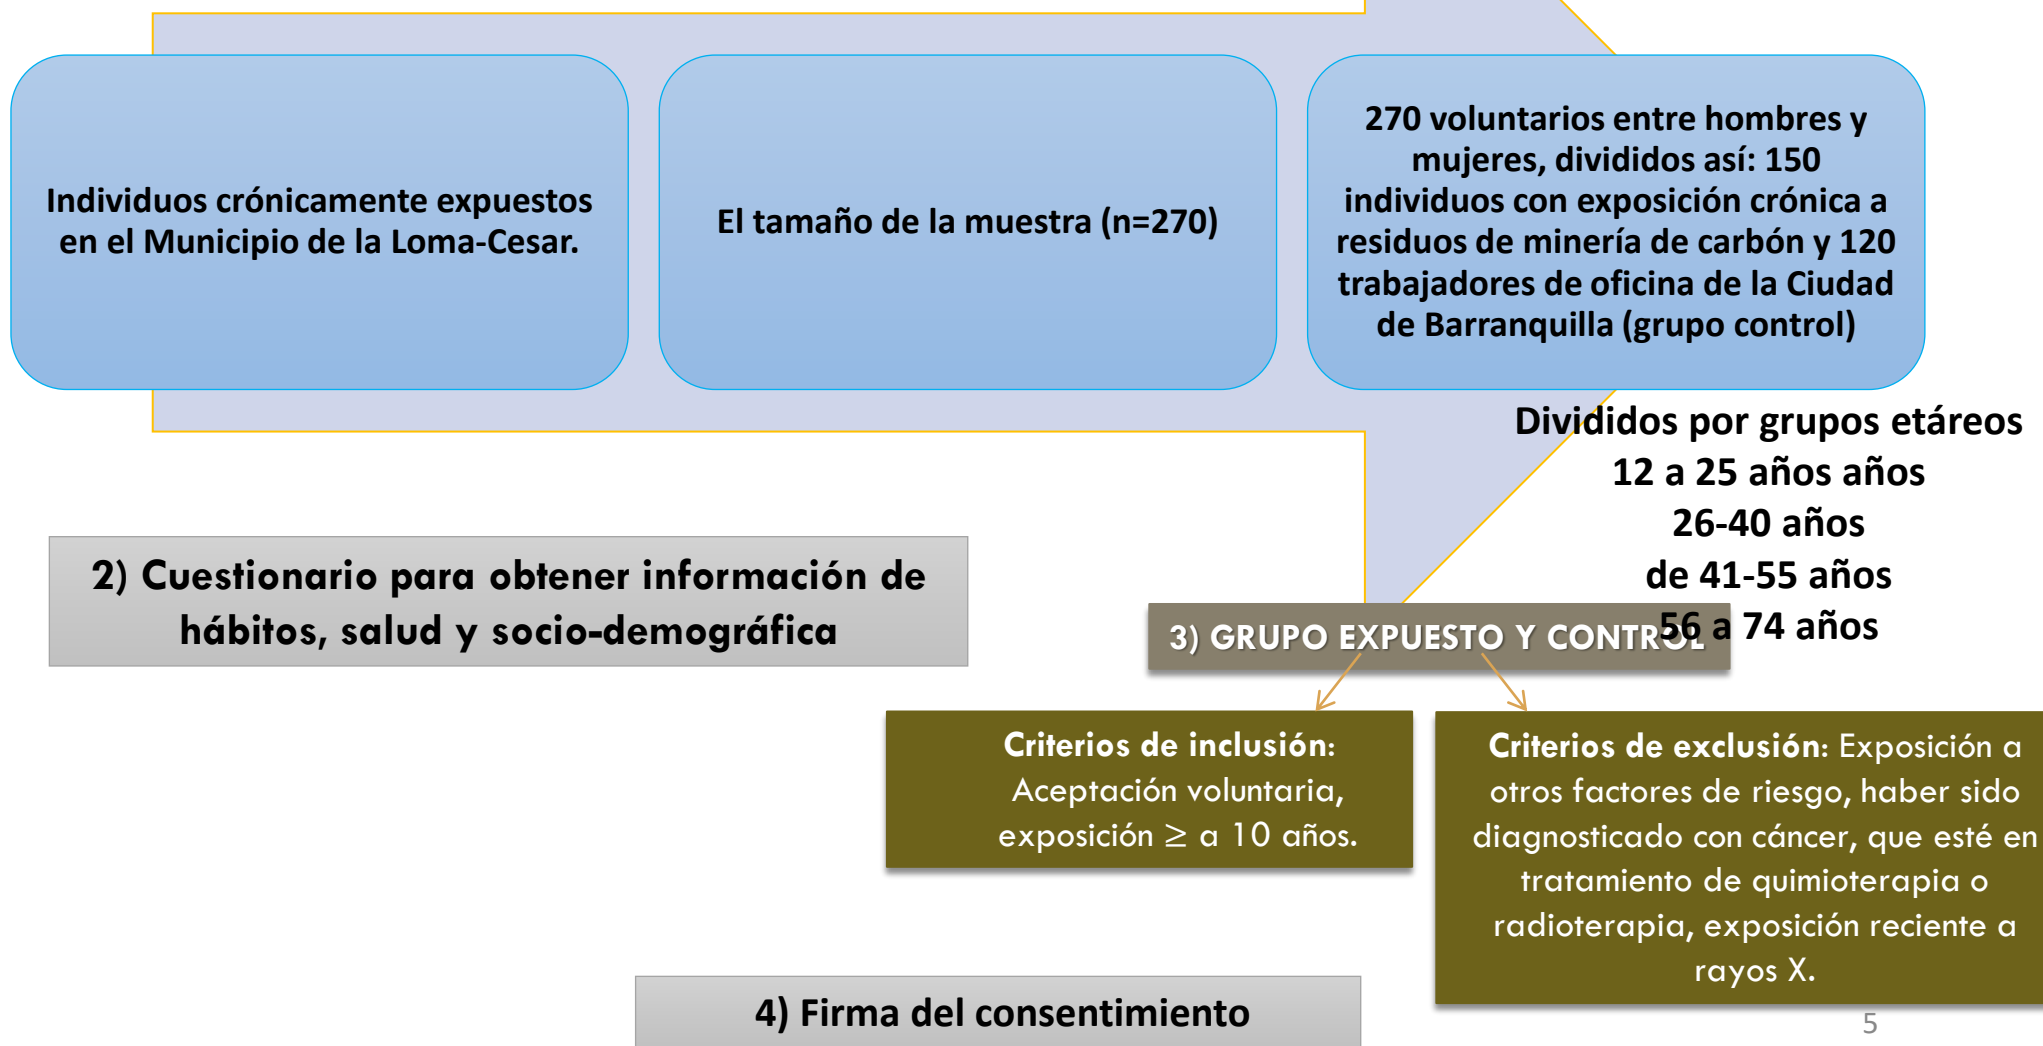 Individuos crónicamente expuestos
en el Municipio de la Loma-Cesar.
El tamaño de la muestra (n=270)
270 voluntarios entre hombres y
mujeres, divididos así: 150
individuos con exposición crónica a
residuos de minería de carbón y 120
trabajadores de oficina de la Ciudad
de Barranquilla (grupo control)
Divididos por grupos etáreos
12 a 25 años años
26-40 años
de 41-55 años
56 a 74 años
2) Cuestionario para obtener información de
hábitos, salud y socio-demográfica
3) GRUPO EXPUESTO Y CONTROL
Criterios de inclusión:
Aceptación voluntaria,
exposición ≥ a 10 años.
Criterios de exclusión: Exposición a
otros factores de riesgo, haber sido
diagnosticado con cáncer, que esté en
tratamiento de quimioterapia o
radioterapia, exposición reciente a
rayos X.
4) Firma del consentimiento
5